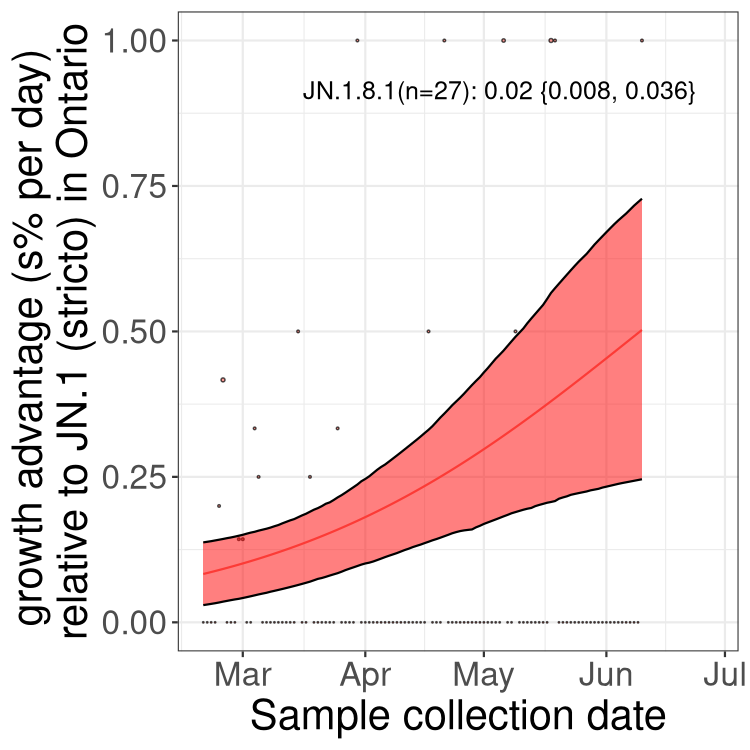 growth advantage (s% per day)
relative to JN.1 (stricto) in Ontario
1.00
0.75
0.50
0.25
0.00
JN.1.8.1(n=27): 0.02 {0.008, 0.036}
Mar Apr May Jun Jul
Sample collection date